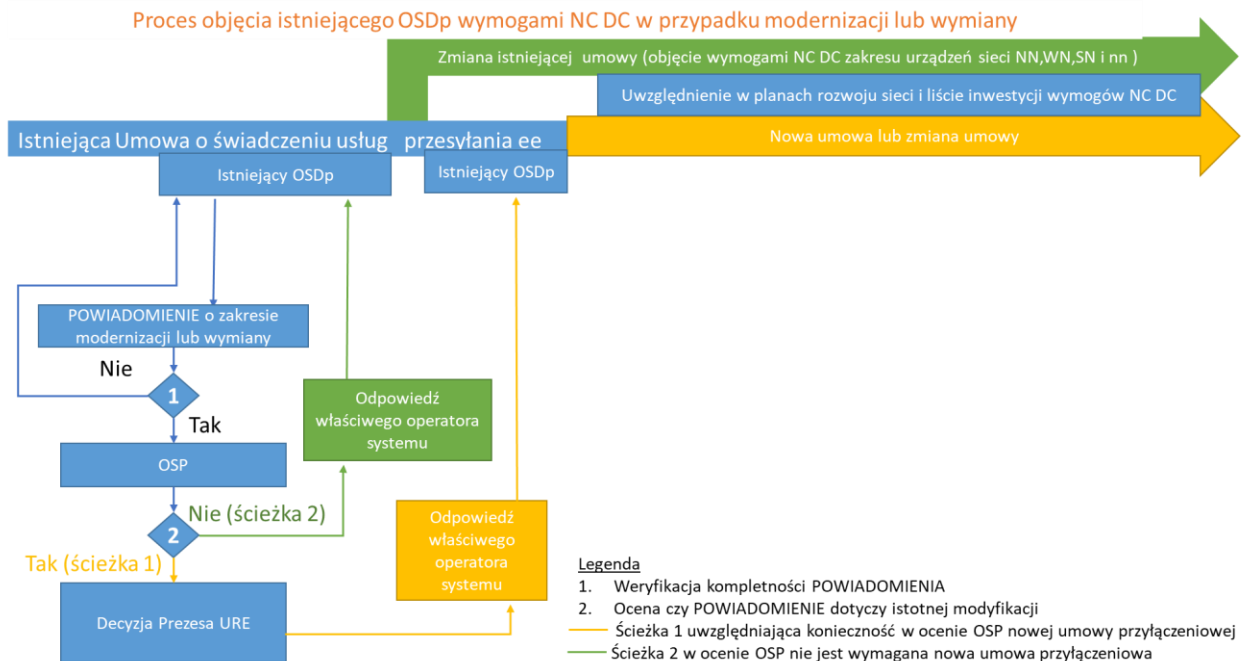 Proces objęcia istniejącego OSDp wymogami NC DC w przypadku modernizacji lub wymiany
Zmiana istniejącej umowy (objęcie wymogami NC DC zakresu urządzeń sieci NN,WN,SN i nn )
Uwzględnienie w planach rozwoju sieci i liście inwestycji wymogów NC DC
Istniejąca Umowa o świadczeniu usług przesyłania ee
Nowa umowa lub zmiana umowy
Istniejący OSDp
Istniejący OSDp
POWIADOMIENIE o zakresie
modernizacji lub wymiany
Nie
1
Tak
OSP
Odpowiedź
właściwego operatora
systemu
Nie (ścieżka 2)
2
Tak (ścieżka 1)
Odpowiedź
właściwego
operatora
systemu
Decyzja Prezesa URE
Legenda
1. Weryfikacja kompletności POWIADOMIENIA
2. Ocena czy POWIADOMIENIE dotyczy istotnej modyfikacji
Ścieżka 1 uwzględniająca konieczność w ocenie OSP nowej umowy przyłączeniowej
Ścieżka 2 w ocenie OSP nie jest wymagana nowa umowa przyłączeniowa